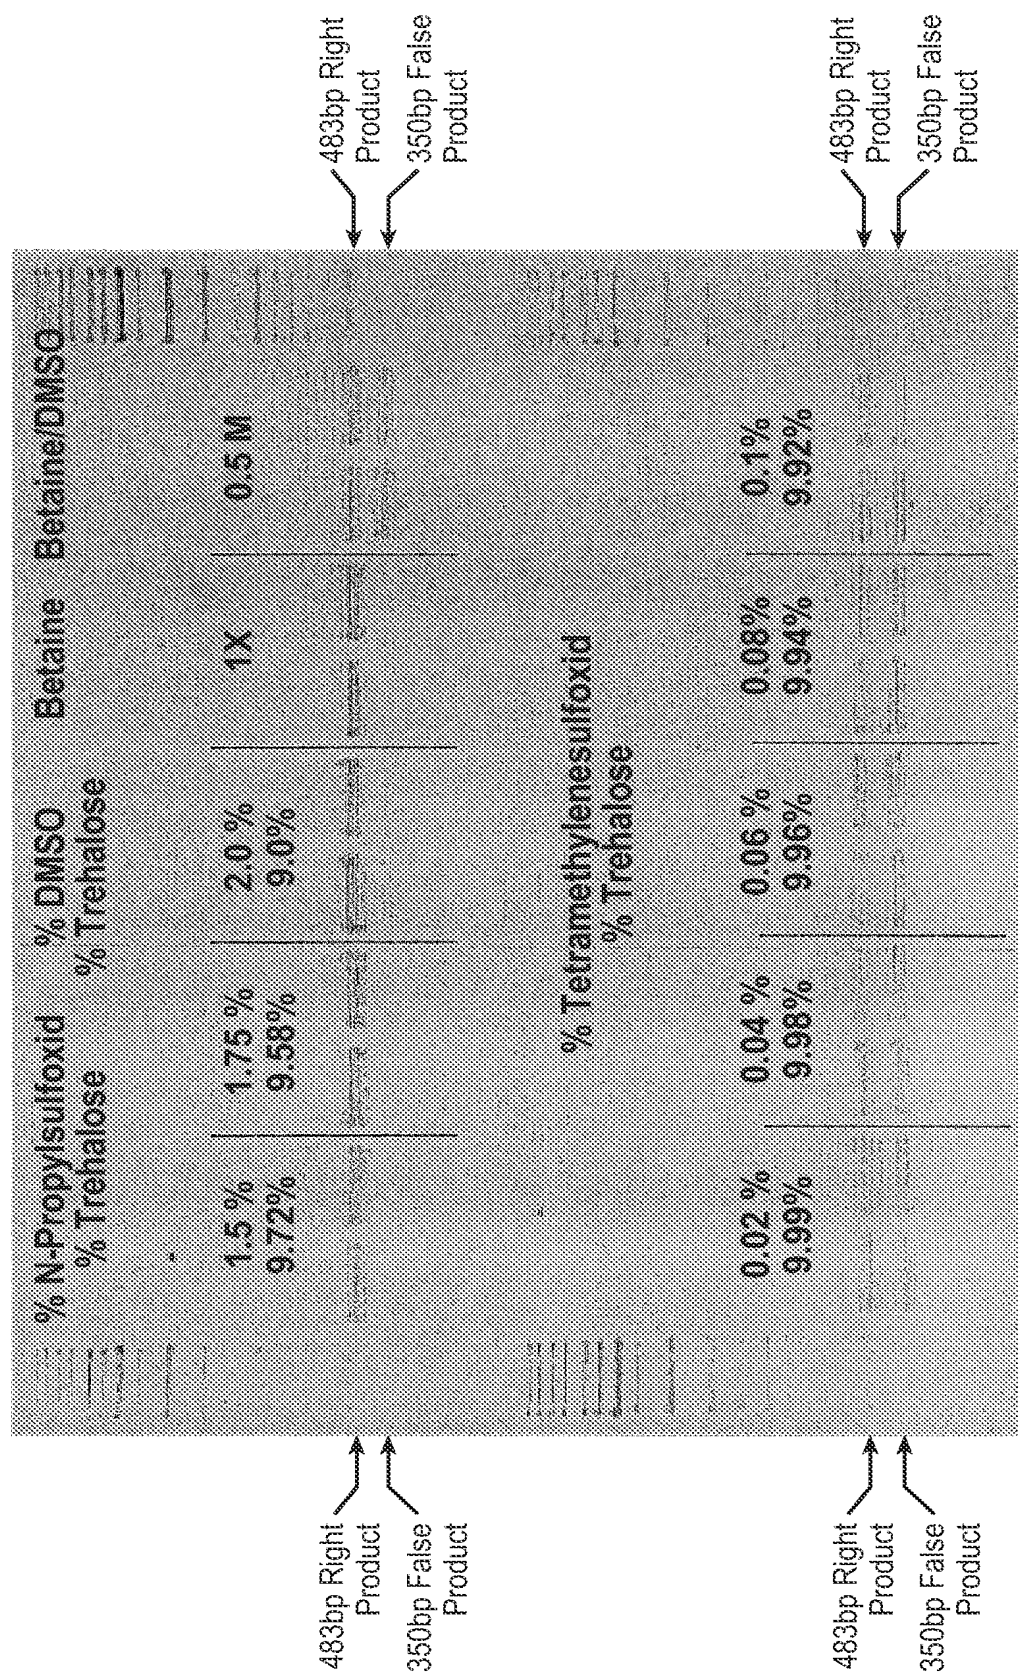 % N-Propylsulfoxid % DMSO Betaine Betaine/DMSO
% Trehalose % Trehalose
1.5 % 1.75 % 2.0 % 1X 0.5 M
9.72% 9.58% 9.0%
483bp Right
Product
350bp False
Product
483bp Right
Product
350bp False
Product
% Tetramethylenesulfoxid
% Trehalose
0.02 % 0.04 % 0.06 % 0.08% 0.1%
9.99% 9.98% 9.96% 9.94% 9.92%
483bp Right
Product
350bp False
Product
483bp Right
Product
350bp False
Product